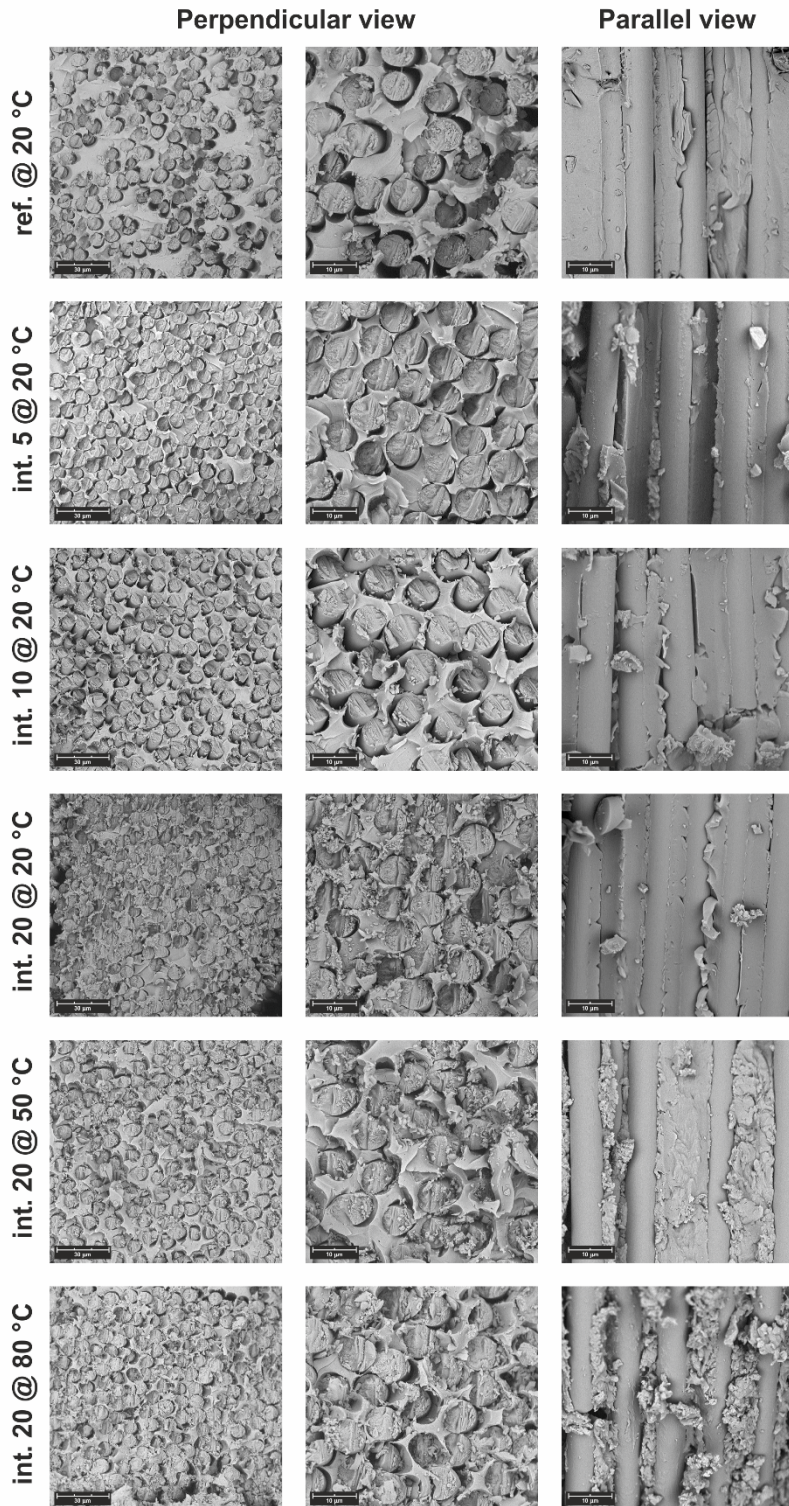 Perpendicular view Parallel view
ref. @ 20 °C
30 µm 10 µm 10 µm
int. 5 @ 20 °C
30 µm 10 µm 10 µm
int. 10 @ 20 °C
30 µm 10 µm 10 µm
int. 20 @ 20 °C
30 µm 10 µm 10 µm
int. 20 @ 50 °C
30 µm 10 µm 10 µm
int. 20 @ 80 °C
30 µm 10 µm 10 µm